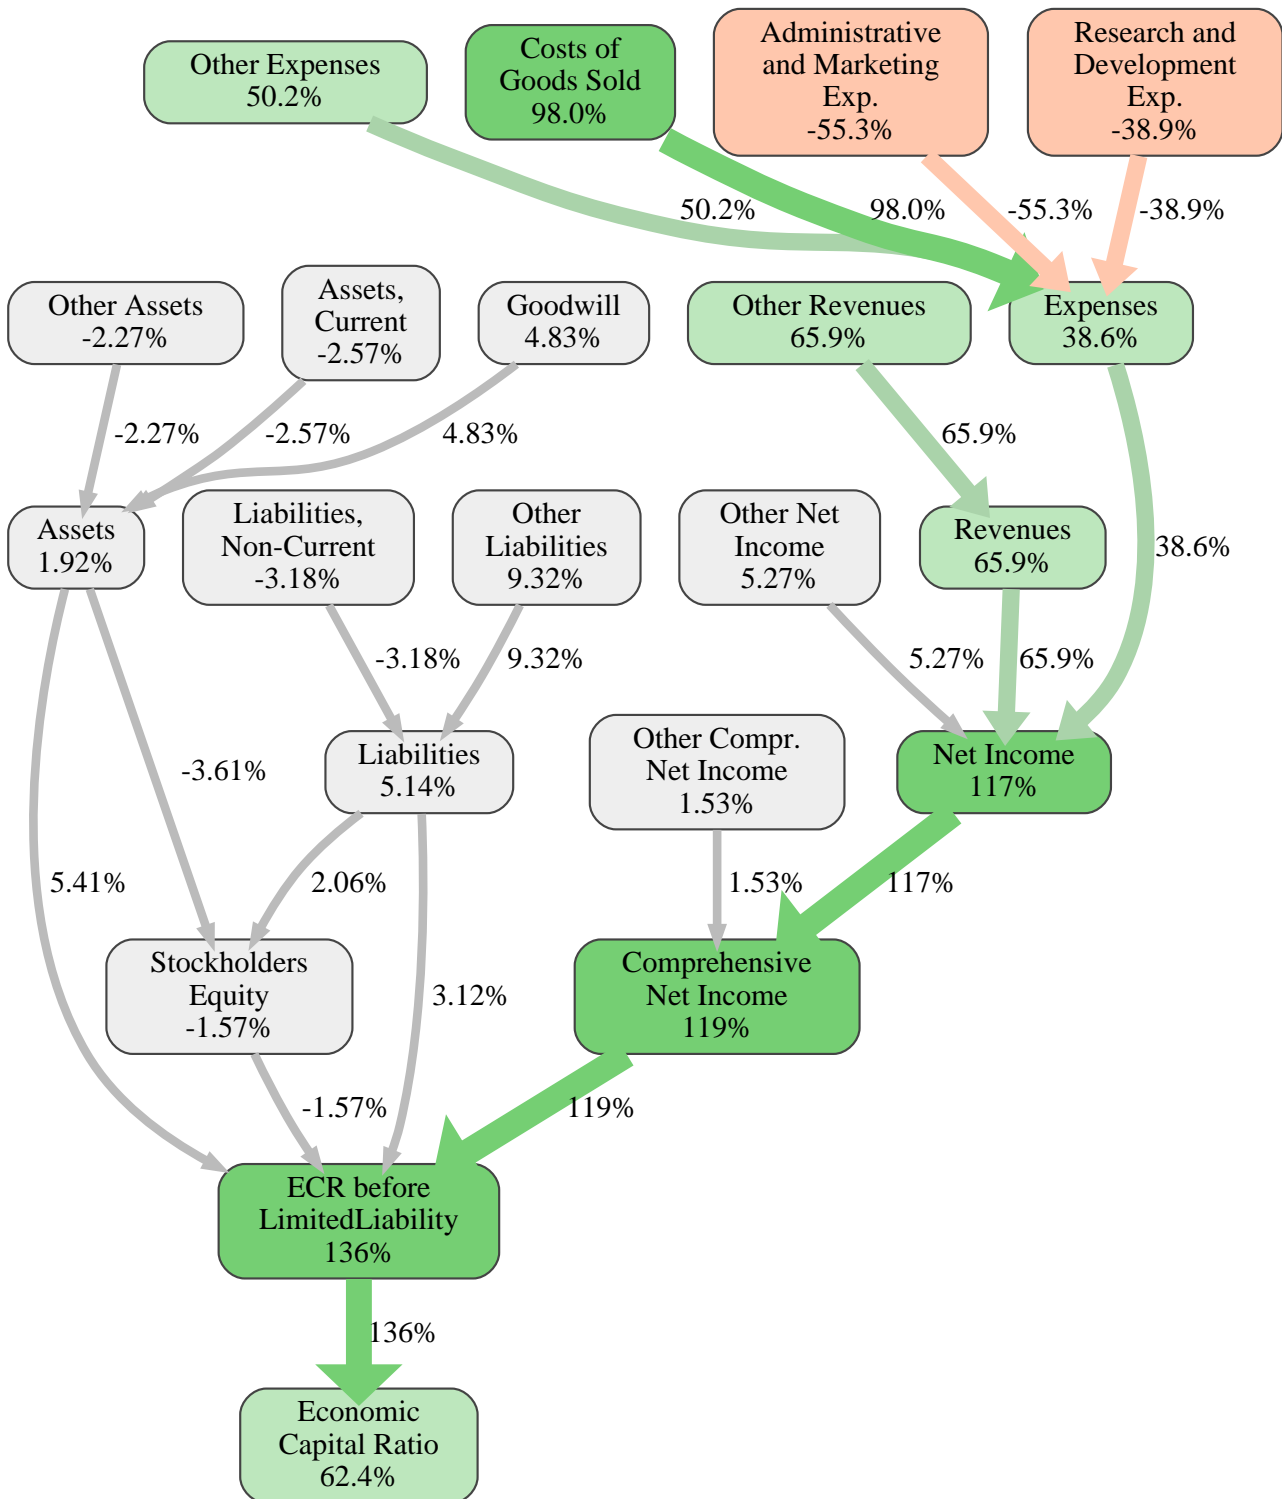 Other Expenses
50.2%
Costs of
Goods Sold
98.0%
Administrative
and Marketing
Exp.
-55.3%
Research and
Development
Exp.
-38.9%
50.2%
98.0%
-55.3%
-38.9%
Other Assets
-2.27%
Assets,
Current
-2.57%
Goodwill
4.83%
Other Revenues
65.9%
Expenses
38.6%
-2.27%
-2.57%
4.83%
65.9%
Assets
1.92%
Liabilities,
Non-Current
-3.18%
Other
Liabilities
9.32%
Other Net
Income
5.27%
Revenues
65.9%
38.6%
-3.18%
9.32%
5.27%
65.9%
-3.61%
Liabilities
5.14%
Other Compr.
Net Income
1.53%
Net Income
117%
5.41%
2.06%
1.53%
117%
Stockholders
Equity
-1.57%
3.12%
Comprehensive
Net Income
119%
-1.57%
119%
ECR before
LimitedLiability
136%
136%
Economic
Capital Ratio
62.4%